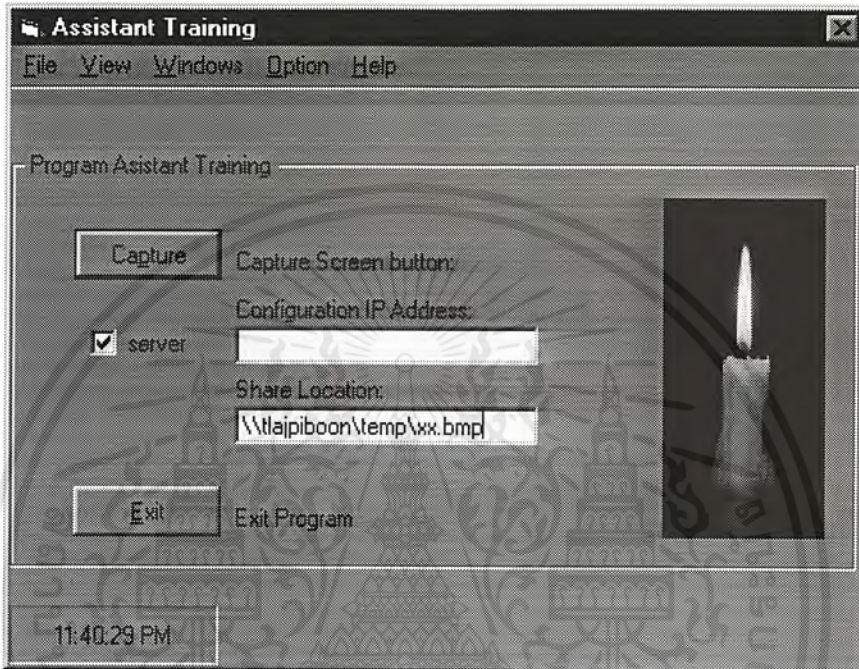 Assistant Training
File View Windows Option Help
Program Asistant Training
Capture Capture Screen button:
Configuration IP Address:
server
Share Location:
\\tlajpiboon\temp\xx.bmp
Exit Exit Program
11:40:29 PM